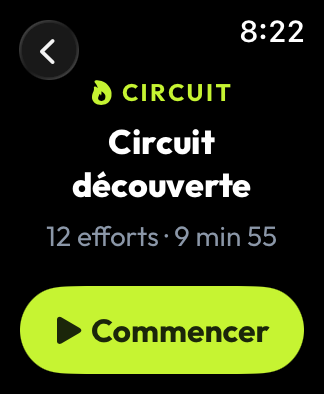 8:22
CIRCUIT
Circuit
découverte
12 efforts · 9 min 55
Commencer